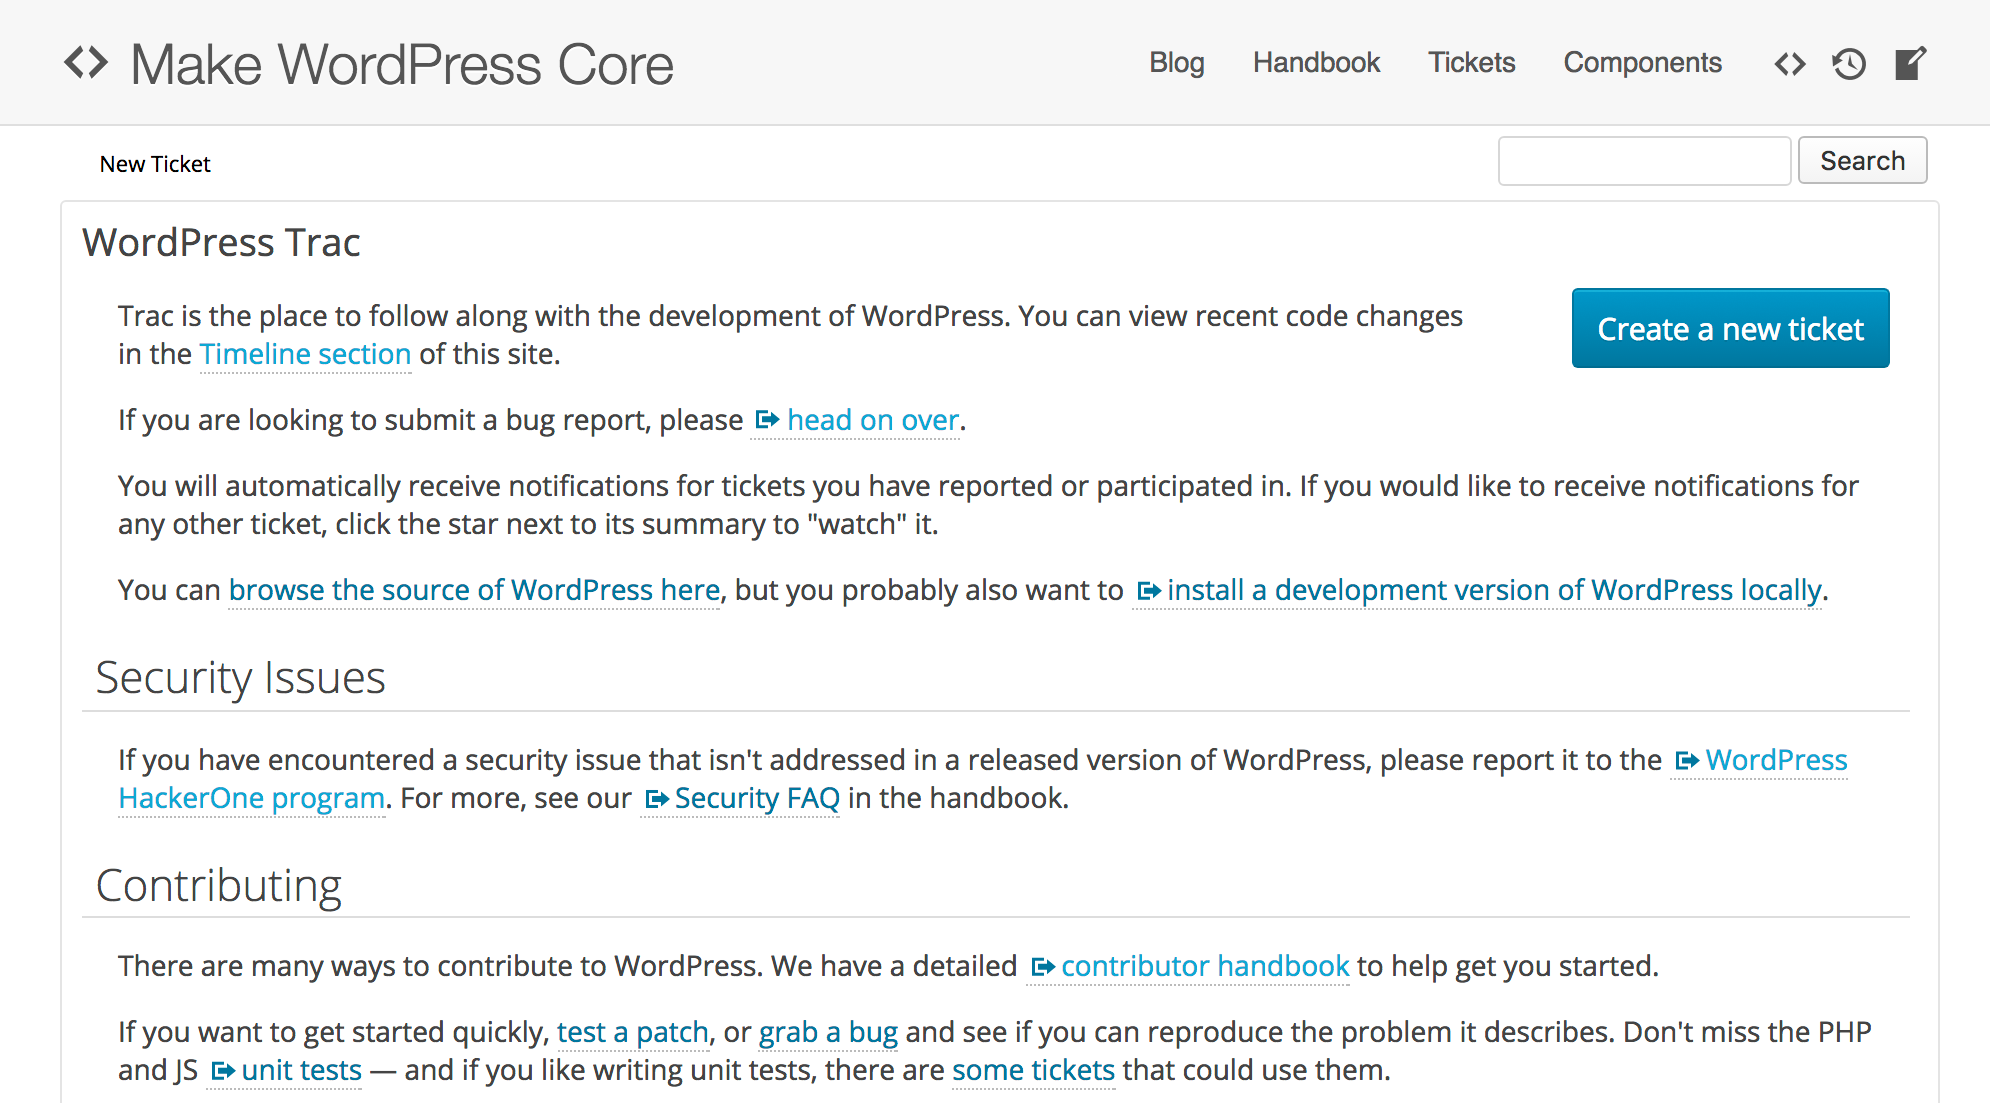 Make WordPress Core
Blog Handbook Tickets Components
New Ticket
Search
WordPress Trac
Trac is the place to follow along with the development of WordPress. You can view recent code changes
in the Timeline section of this site.
Create a new ticket
If you are looking to submit a bug report, please head on over.
You will automatically receive notifications for tickets you have reported or participated in. If you would like to receive notifications for
any other ticket, click the star next to its summary to "watch" it.
You can browse the source of WordPress here, but you probably also want to install a development version of WordPress locally.
Security Issues
If you have encountered a security issue that isn't addressed in a released version of WordPress, please report it to the WordPress
HackerOne program. For more, see our Security FAQ in the handbook.
Contributing
There are many ways to contribute to WordPress. We have a detailed contributor handbook to help get you started.
If you want to get started quickly, test a patch, or grab a bug and see if you can reproduce the problem it describes. Don't miss the PHP
and JS unit tests — and if you like writing unit tests, there are some tickets that could use them.